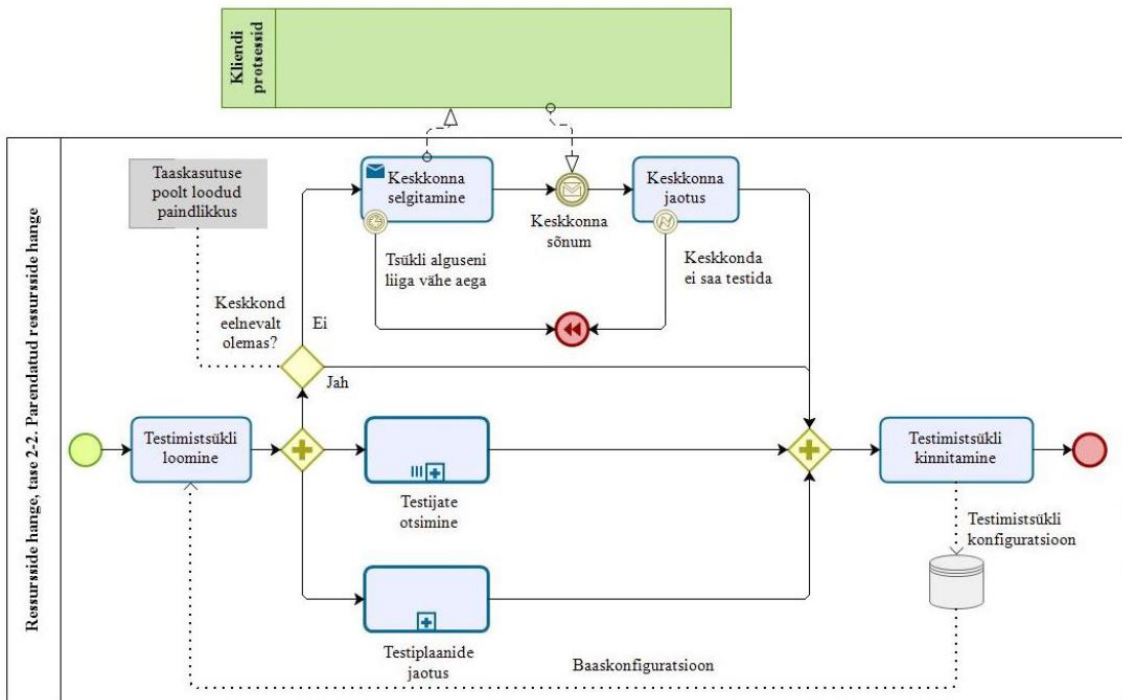 Kliendi
protsessid
Ressursside hange, tase 2-2. Parendatud ressursside hange
Taaskasutuse
poolt loodud
paindlikkus
Keskkonna
selgitamine
Keskkonna
sõnum
Keskkonna
jaotus
Tsükli alguseni
liiga vähe aega
Keskkonda
ei saa testida
Keskkond
eelnevalt
olemas?
Ei
Jah
Testimistsükli
loomine
Testijate
otsimine
Testiplaanide
jaotus
Testimistsükli
kinnitamine
Testimistsükli
konfiguratsioon
Baaskonfiguratsioon